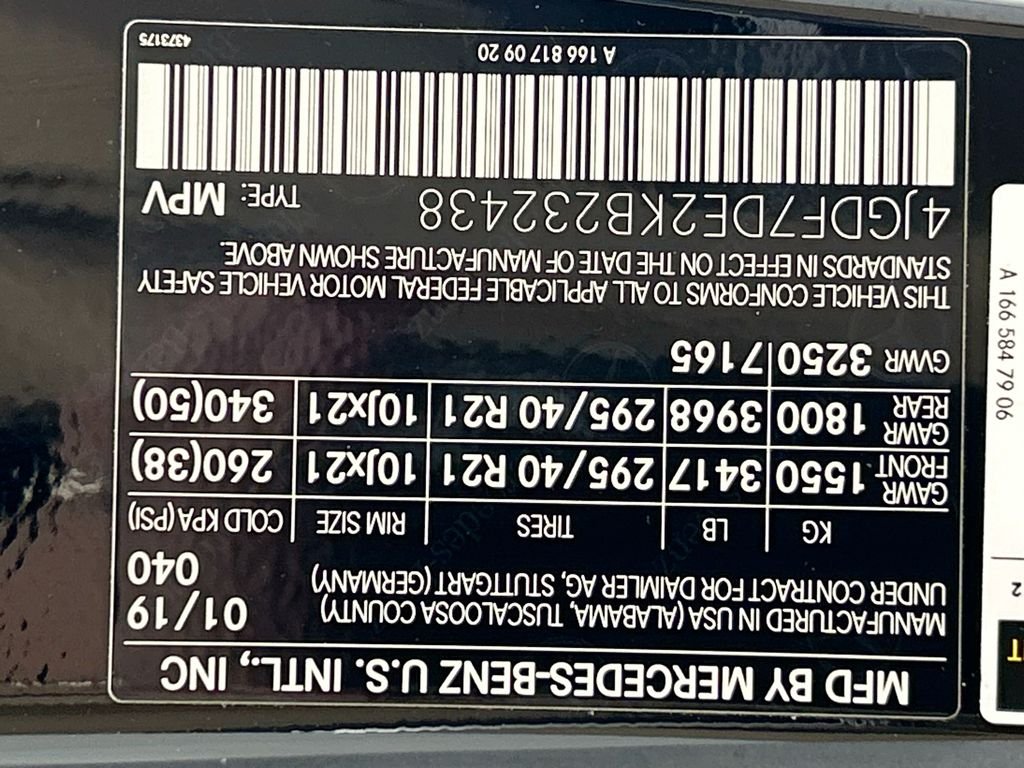 MFD BY MERCEDES-BENZ U.S. INTL., INC
MANUFACTURED IN USA (ALABAMA, TUSCALOOSA COUNTY) 01/19
UNDER CONTRACT FOR DAIMLER AG, STUTTGART (GERMANY) 040
KG LB TIRES RIM SIZE COLD KPA (PSI)
GAWR FRONT 1550 3417 295/40 R21 10Jx21 260(38)
GAWR REAR 1800 3968 295/40 R21 10Jx21 340(50)
GVWR 3250 7165
THIS VEHICLE CONFORMS TO ALL APPLICABLE FEDERAL MOTOR VEHICLE SAFETY
STANDARDS IN EFFECT ON THE DATE OF MANUFACTURE SHOWN ABOVE.
4JGDF7DE2KB232438 TYPE: MPV
A 166 817 09 20
4373175
A 166 584 79 06
2